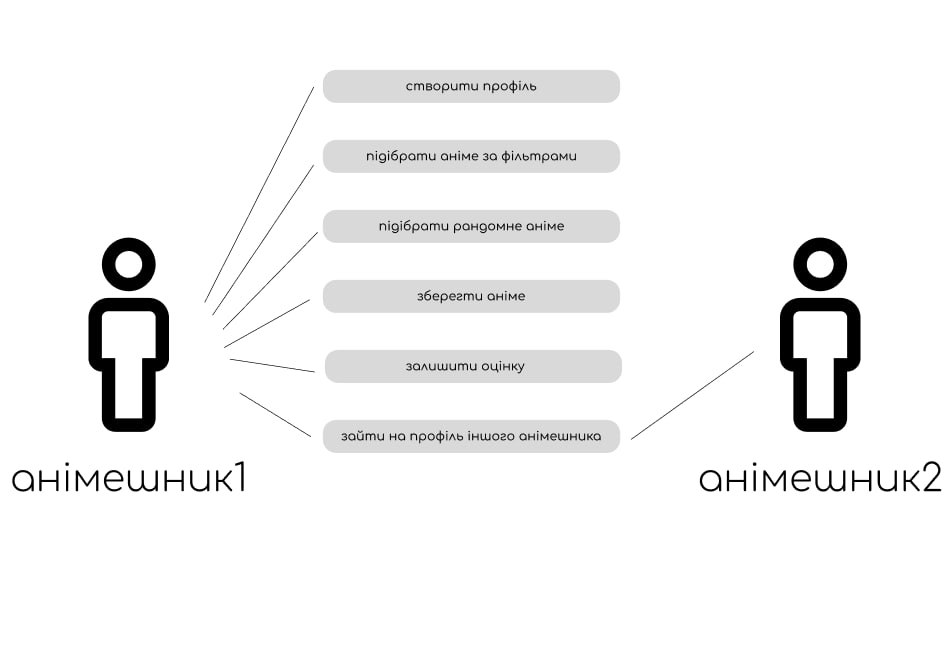 створити профіль
підібрати аніме за фільтрами
підібрати рандомне аніме
зберегти аніме
залишити оцінку
зайти на профіль іншого анімешника
анімешник1
анімешник2